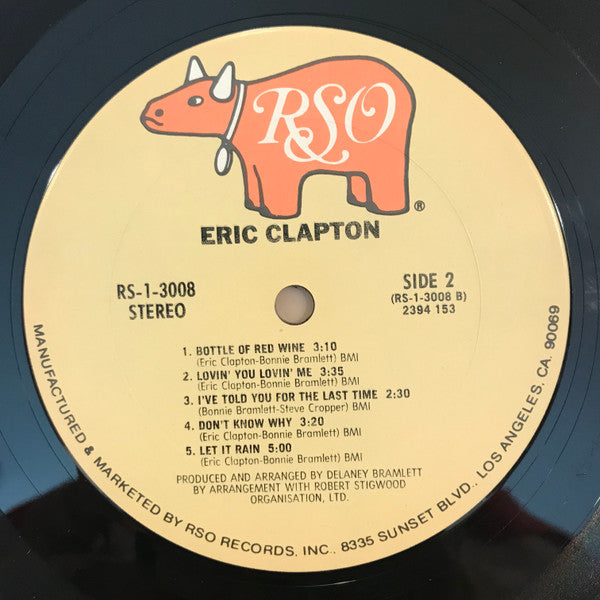 RSO
®
ERIC CLAPTON
RS-1-3008
STEREO
SIDE 2
(RS-1-3008 B)
2394 153
1. BOTTLE OF RED WINE 3:10
(Eric Clapton-Bonnie Bramlett) BMI
2. LOVIN' YOU LOVIN' ME 3:35
(Eric Clapton-Bonnie Bramlett) BMI
3. I'VE TOLD YOU FOR THE LAST TIME 2:30
(Bonnie Bramlett-Steve Cropper) BMI
4. DON'T KNOW WHY 3:20
(Eric Clapton-Bonnie Bramlett) BMI
5. LET IT RAIN 5:00
(Eric Clapton-Bonnie Bramlett) BMI
PRODUCED AND ARRANGED BY DELANEY BRAMLETT
BY ARRANGEMENT WITH ROBERT STIGWOOD
ORGANISATION, LTD.
MANUFACTURED & MARKETED BY RSO RECORDS, INC., 8335 SUNSET BLVD., LOS ANGELES, CA. 90069